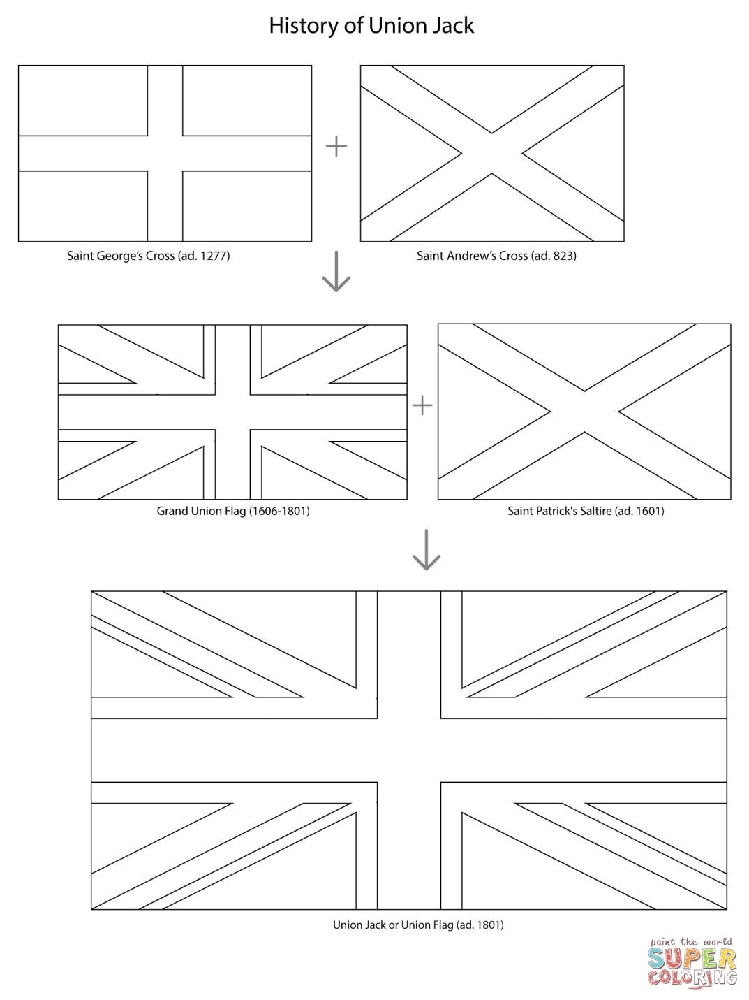 History of Union Jack
Saint George's Cross (ad. 1277)
Saint Andrew's Cross (ad. 823)
Grand Union Flag (1606-1801)
Saint Patrick's Saltire (ad. 1601)
Union Jack or Union Flag (ad. 1801)
paint the world
SUPER
COLORING